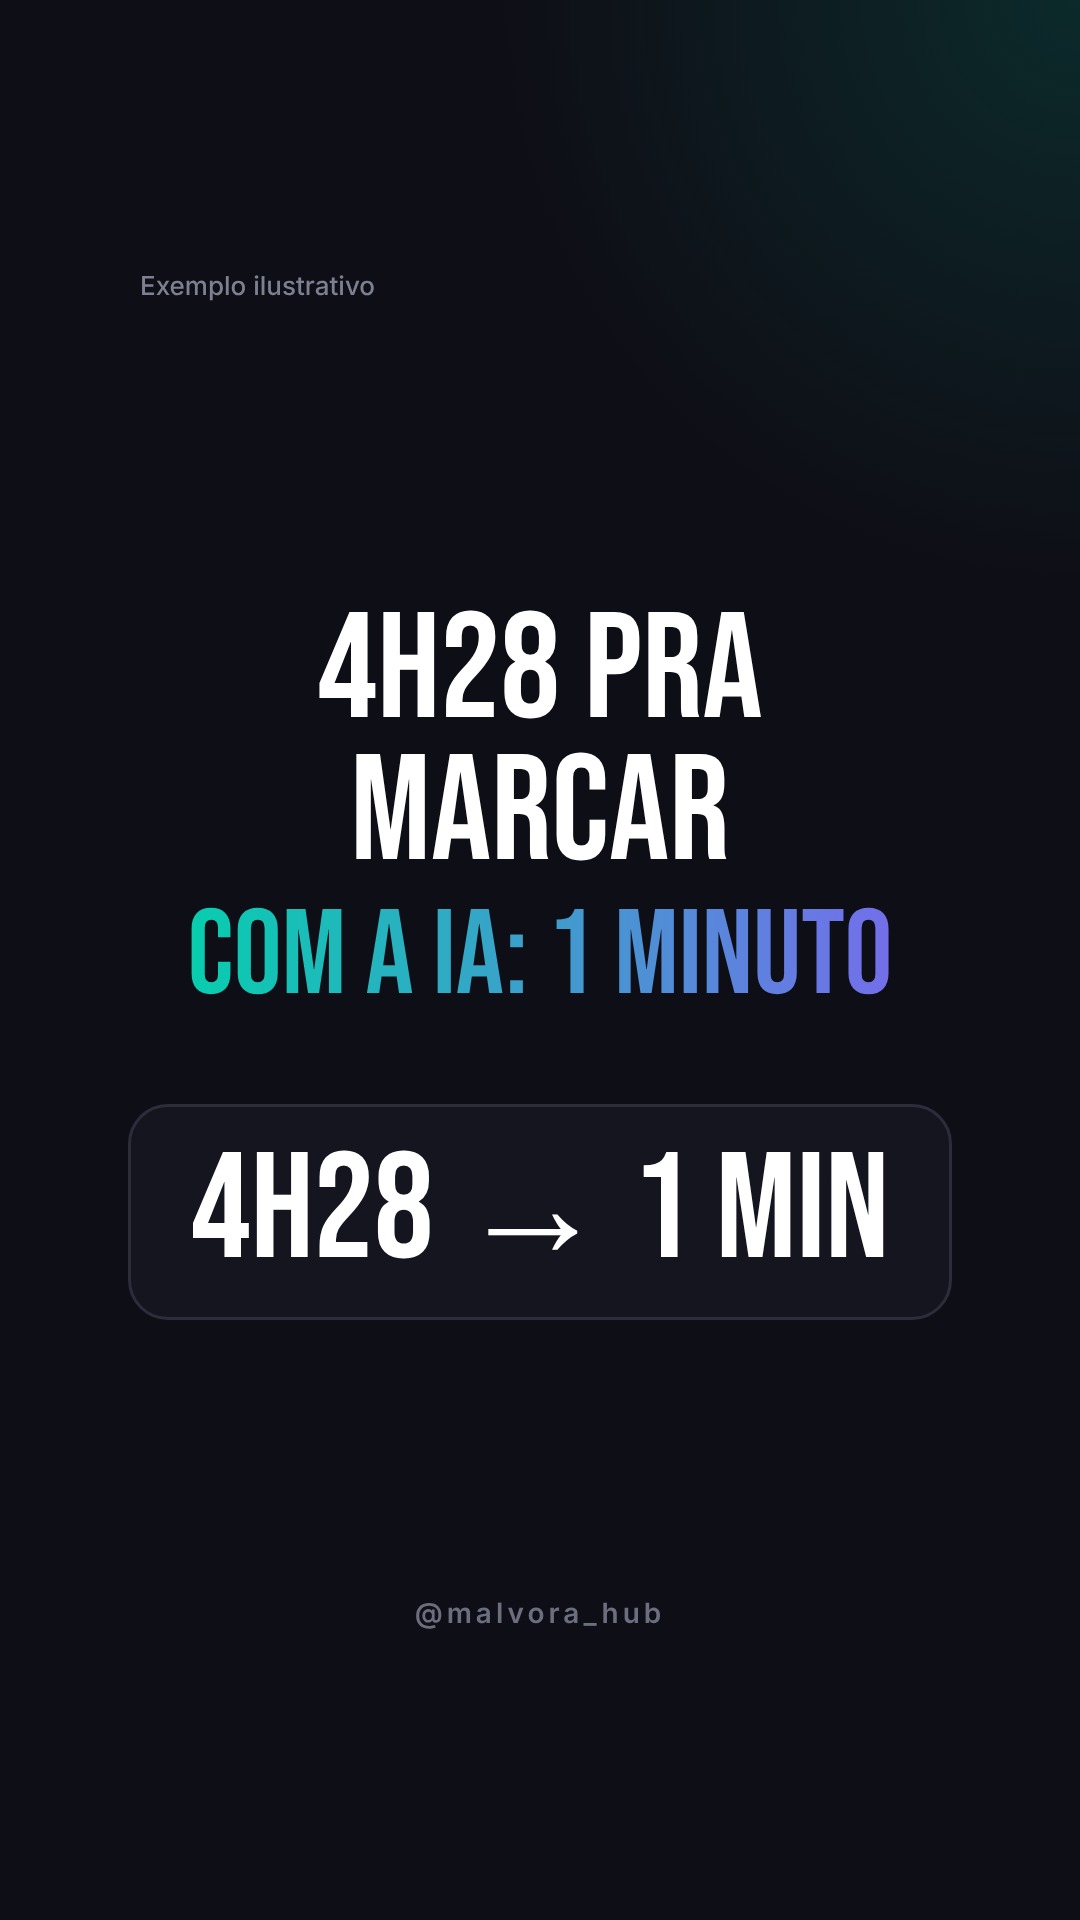 Exemplo ilustrativo
4H28 PRA
MARCAR
COM A IA: 1 MINUTO
4H28 → 1 MIN
@malvora_hub